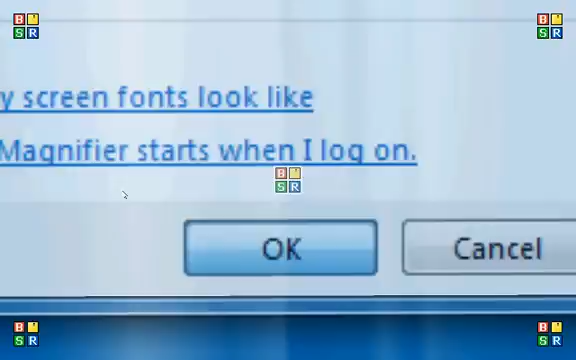 y screen fonts look like
Magnifier starts when I log on.
OK
Cancel